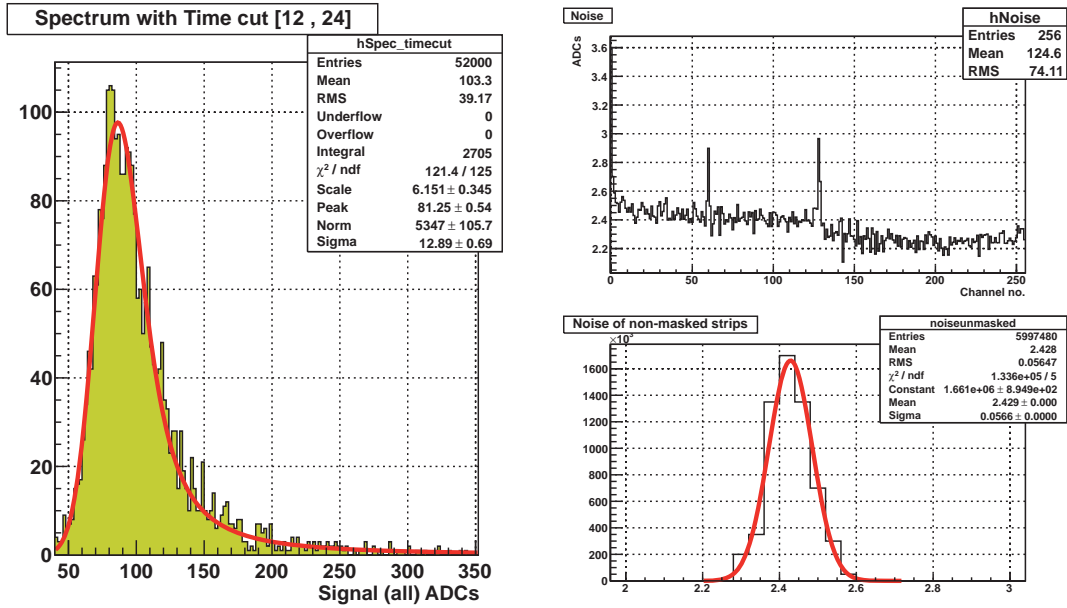 Spectrum with Time cut [12 , 24]
hSpec_timecut
Entries 52000
Mean 103.3
RMS 39.17
Underflow 0
Overflow 0
Integral 2705
χ² / ndf 121.4 / 125
Scale 6.151 ± 0.345
Peak 81.25 ± 0.54
Norm 5347 ± 105.7
Sigma 12.89 ± 0.69
100
80
60
40
20
0
50 100 150 200 250 300 350
Signal (all) ADCs
Noise
hNoise
Entries 256
Mean 124.6
RMS 74.11
ADCs
3.6
3.4
3.2
3
2.8
2.6
2.4
2.2
0 50 100 150 200 250
Channel no.
Noise of non-masked strips
×10³
noiseunmasked
Entries 5997480
Mean 2.428
RMS 0.05647
χ² / ndf 1.336e+05 / 5
Constant 1.661e+06 ± 8.949e+02
Mean 2.429 ± 0.000
Sigma 0.0566 ± 0.0000
1600
1400
1200
1000
800
600
400
200
0
2 2.2 2.4 2.6 2.8 3